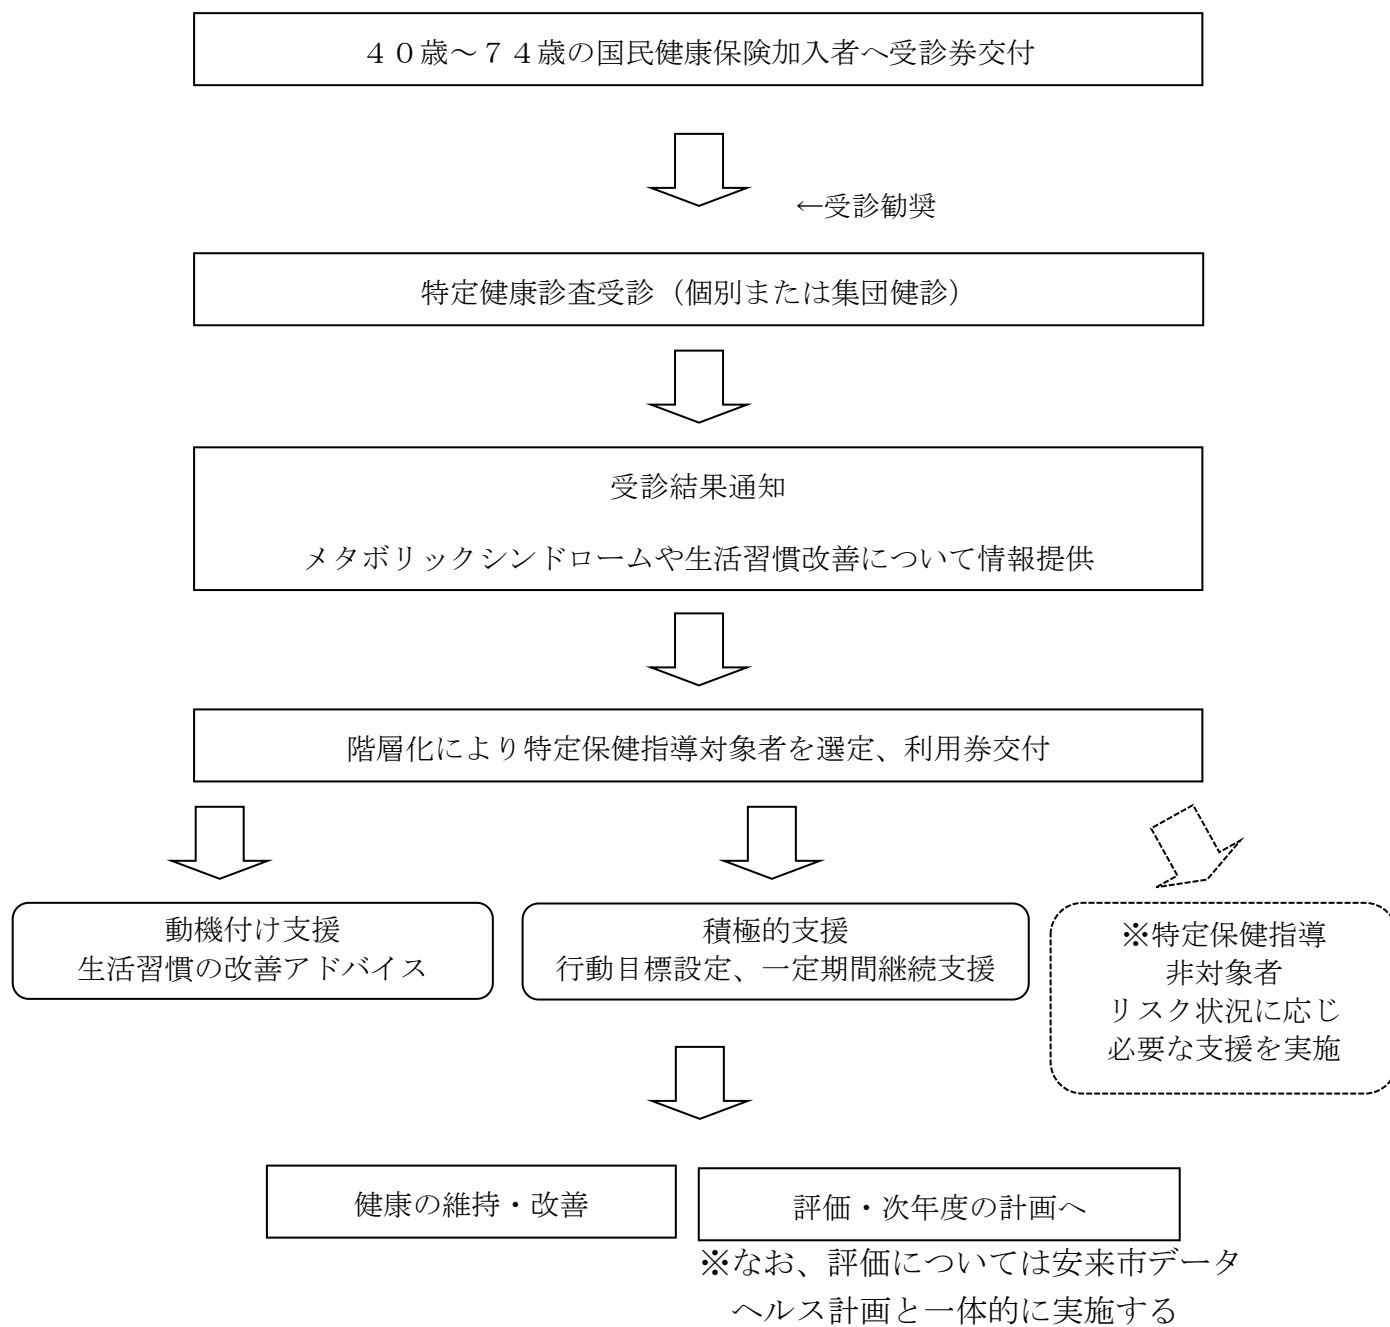 ４０歳～７４歳の国民健康保険加入者へ受診券交付
←受診勧奨
特定健康診査受診（個別または集団健診）
受診結果通知
メタボリックシンドロームや生活習慣改善について情報提供
階層化により特定保健指導対象者を選定、利用券交付
動機付け支援
生活習慣の改善アドバイス
積極的支援
行動目標設定、一定期間継続支援
※特定保健指導
非対象者
リスク状況に応じ
必要な支援を実施
健康の維持・改善
評価・次年度の計画へ
※なお、評価については安来市データ
ヘルス計画と一体的に実施する